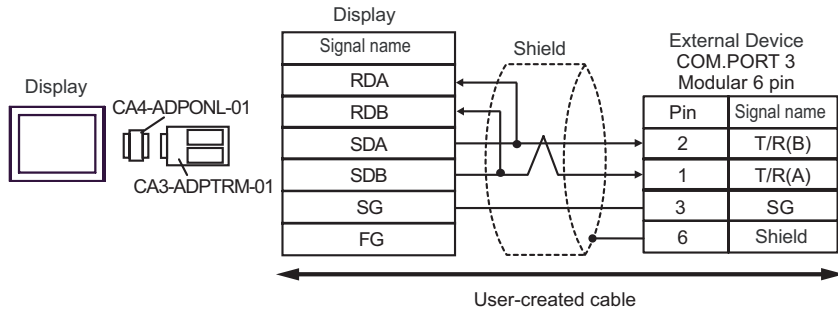 Display
CA4-ADPONL-01
CA3-ADPTRM-01
Display
Signal name
RDA
RDB
SDA
SDB
SG
FG
Shield
External Device
COM.PORT 3
Modular 6 pin
Pin Signal name
2 T/R(B)
1 T/R(A)
3 SG
6 Shield
User-created cable